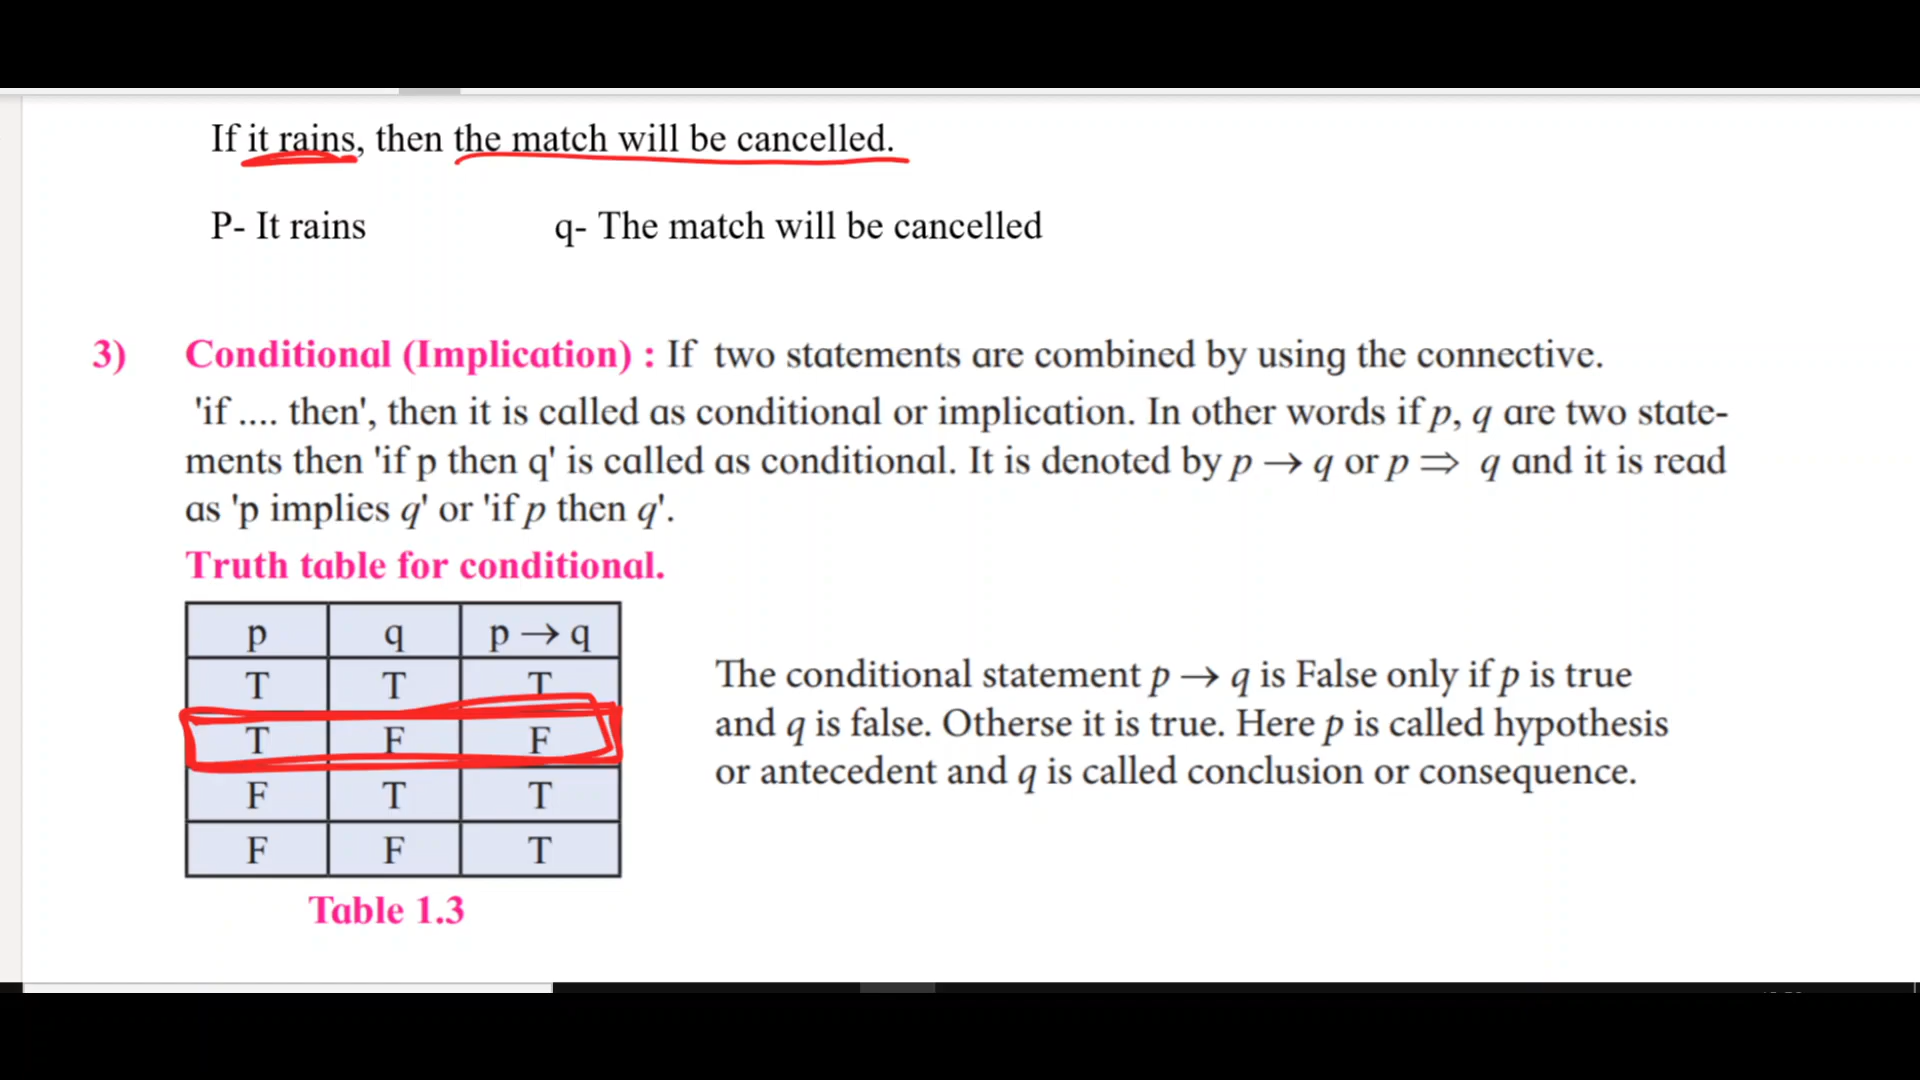 If it rains, then the match will be cancelled.
P- It rains q- The match will be cancelled
3) Conditional (Implication) : If two statements are combined by using the connective.
'if .... then', then it is called as conditional or implication. In other words if p, q are two state-
ments then 'if p then q' is called as conditional. It is denoted by p → q or p ⇒ q and it is read
as 'p implies q' or 'if p then q'.
Truth table for conditional.
p q p → q
T T T
T F F
F T T
F F T
Table 1.3
The conditional statement p → q is False only if p is true
and q is false. Otherse it is true. Here p is called hypothesis
or antecedent and q is called conclusion or consequence.